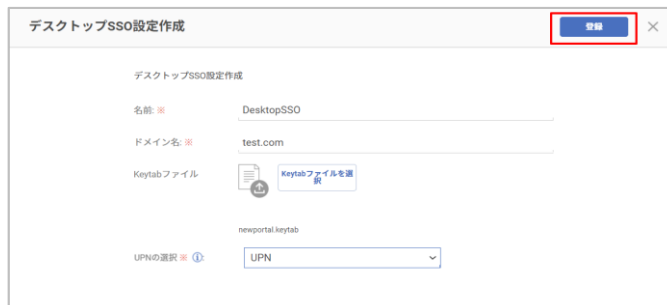 デスクトップSSO設定作成
登録
デスクトップSSO設定作成
名前: ※ DesktopSSO
ドメイン名: ※ test.com
Keytabファイル
Keytabファイルを選
択
newportal.keytab
UPNの選択 ※ ⓘ: UPN